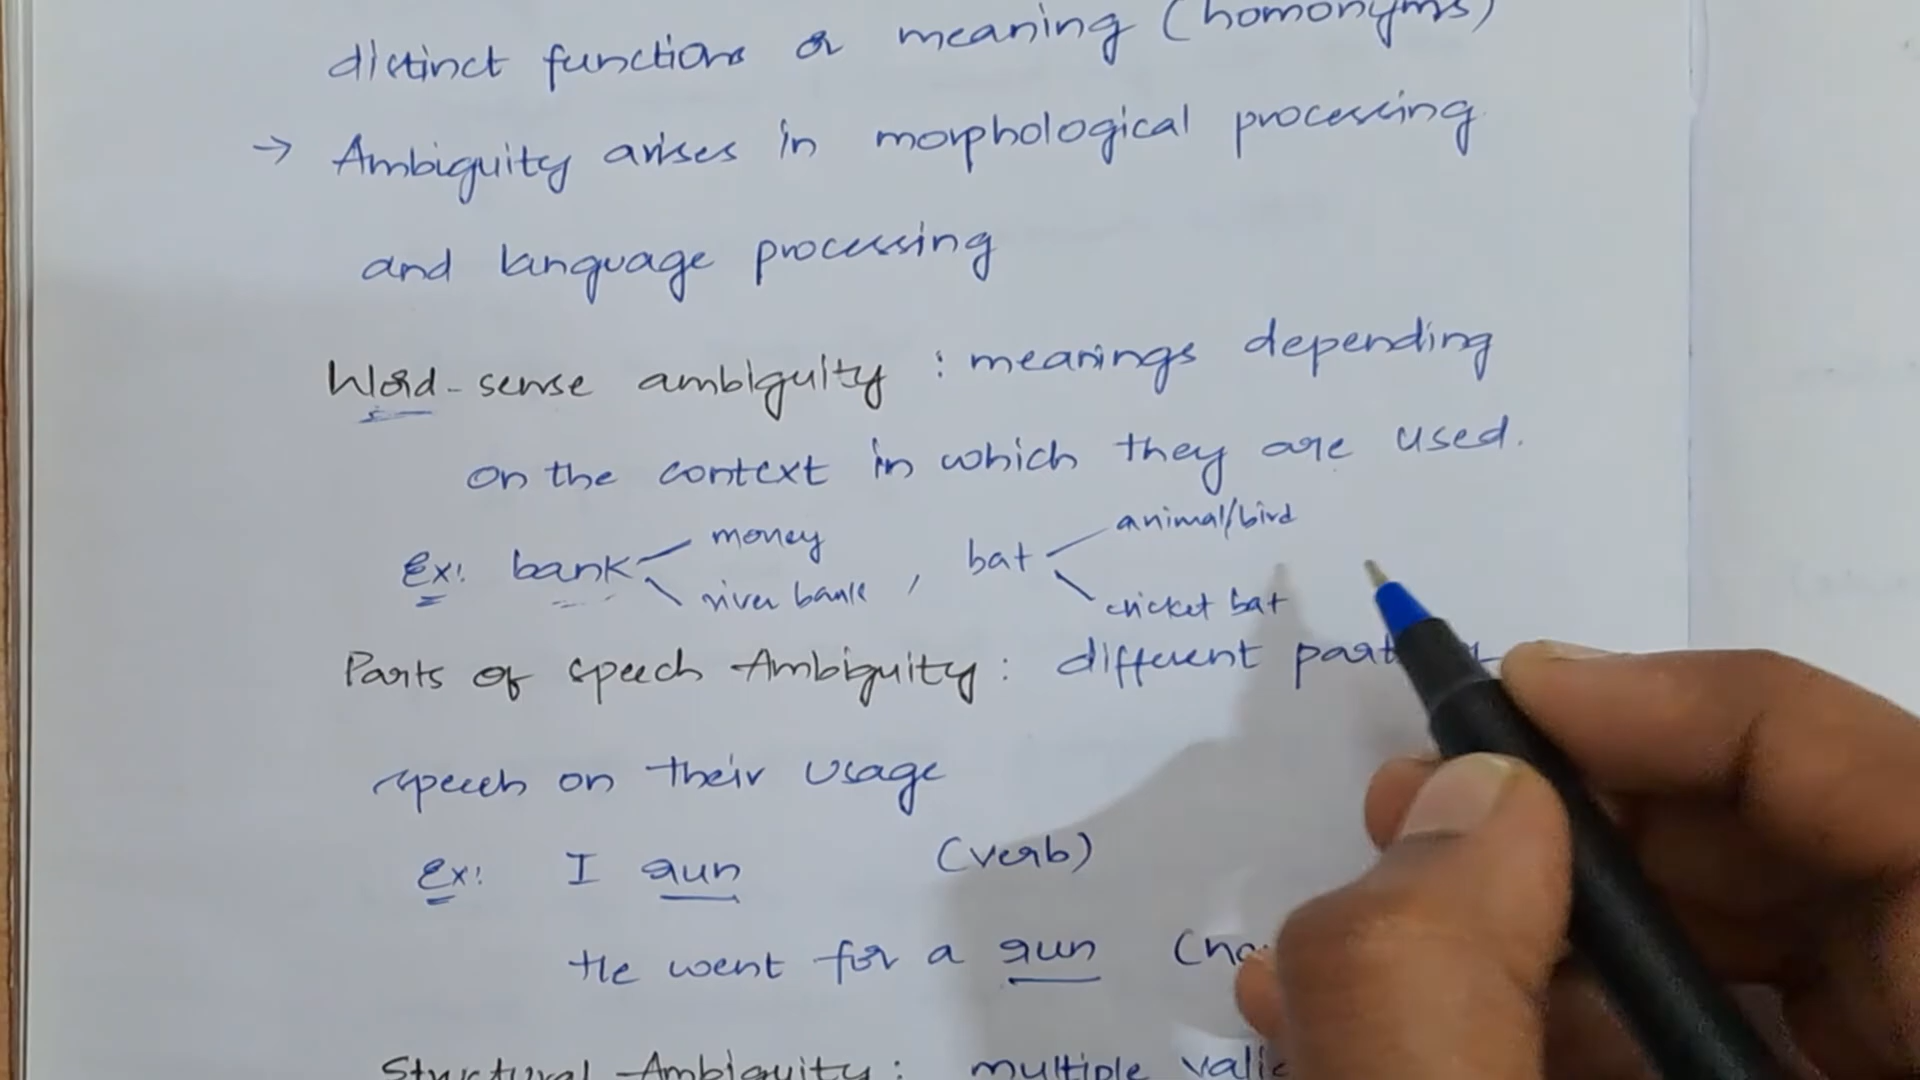 distinct functions or meaning (homonyms)
→ Ambiguity arises in morphological processing
and language processing
Word-sense ambiguity : meanings depending
on the context in which they are used.
Ex: bank money river bank , bat animal/bird cricket bat
Parts of speech Ambiguity : different part
speech on their usage
Ex: I run (verb)
He went for a run
Structural Ambiguity : multiple